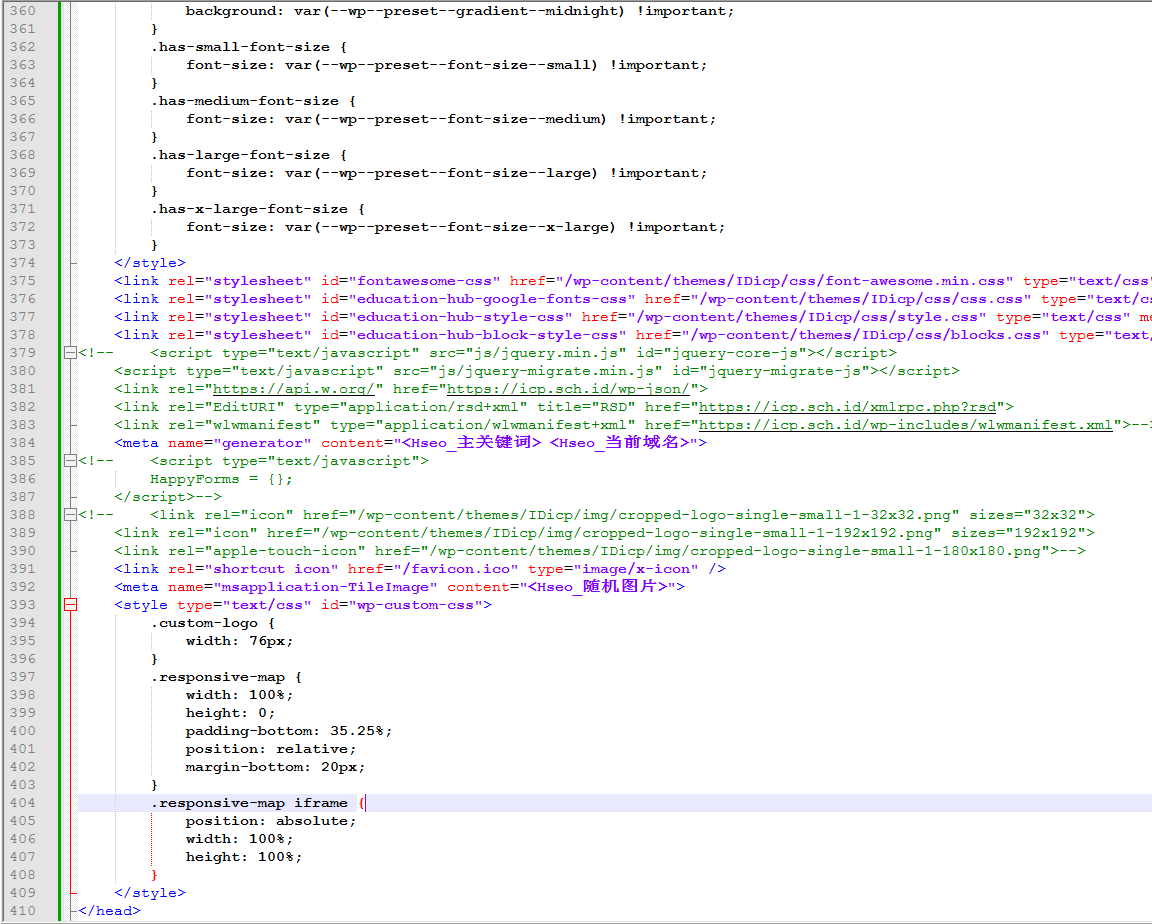 360 background: var(--wp--preset--gradient--midnight) !important;
361 }
362 .has-small-font-size {
363 font-size: var(--wp--preset--font-size--small) !important;
364 }
365 .has-medium-font-size {
366 font-size: var(--wp--preset--font-size--medium) !important;
367 }
368 .has-large-font-size {
369 font-size: var(--wp--preset--font-size--large) !important;
370 }
371 .has-x-large-font-size {
372 font-size: var(--wp--preset--font-size--x-large) !important;
373 }
374 </style>
375 <link rel="stylesheet" id="fontawesome-css" href="/wp-content/themes/IDicp/css/font-awesome.min.css" type="text/css"
376 <link rel="stylesheet" id="education-hub-google-fonts-css" href="/wp-content/themes/IDicp/css/css.css" type="text/cs
377 <link rel="stylesheet" id="education-hub-style-css" href="/wp-content/themes/IDicp/css/style.css" type="text/css" me
378 <link rel="stylesheet" id="education-hub-block-style-css" href="/wp-content/themes/IDicp/css/blocks.css" type="text/
379 <!-- <script type="text/javascript" src="js/jquery.min.js" id="jquery-core-js"></script>
380 <script type="text/javascript" src="js/jquery-migrate.min.js" id="jquery-migrate-js"></script>
381 <link rel="https://api.w.org/" href="https://icp.sch.id/wp-json/">
382 <link rel="EditURI" type="application/rsd+xml" title="RSD" href="https://icp.sch.id/xmlrpc.php?rsd">
383 <link rel="wlwmanifest" type="application/wlwmanifest+xml" href="https://icp.sch.id/wp-includes/wlwmanifest.xml">-->
384 <meta name="generator" content="<Hseo_主关键词> <Hseo_当前域名>">
385 <!-- <script type="text/javascript">
386 HappyForms = {};
387 </script>-->
388 <!-- <link rel="icon" href="/wp-content/themes/IDicp/img/cropped-logo-single-small-1-32x32.png" sizes="32x32">
389 <link rel="icon" href="/wp-content/themes/IDicp/img/cropped-logo-single-small-1-192x192.png" sizes="192x192">
390 <link rel="apple-touch-icon" href="/wp-content/themes/IDicp/img/cropped-logo-single-small-1-180x180.png">-->
391 <link rel="shortcut icon" href="/favicon.ico" type="image/x-icon" />
392 <meta name="msapplication-TileImage" content="<Hseo_随机图片>">
393 <style type="text/css" id="wp-custom-css">
394 .custom-logo {
395 width: 76px;
396 }
397 .responsive-map {
398 width: 100%;
399 height: 0;
400 padding-bottom: 35.25%;
401 position: relative;
402 margin-bottom: 20px;
403 }
404 .responsive-map iframe {
405 position: absolute;
406 width: 100%;
407 height: 100%;
408 }
409 </style>
410 </head>